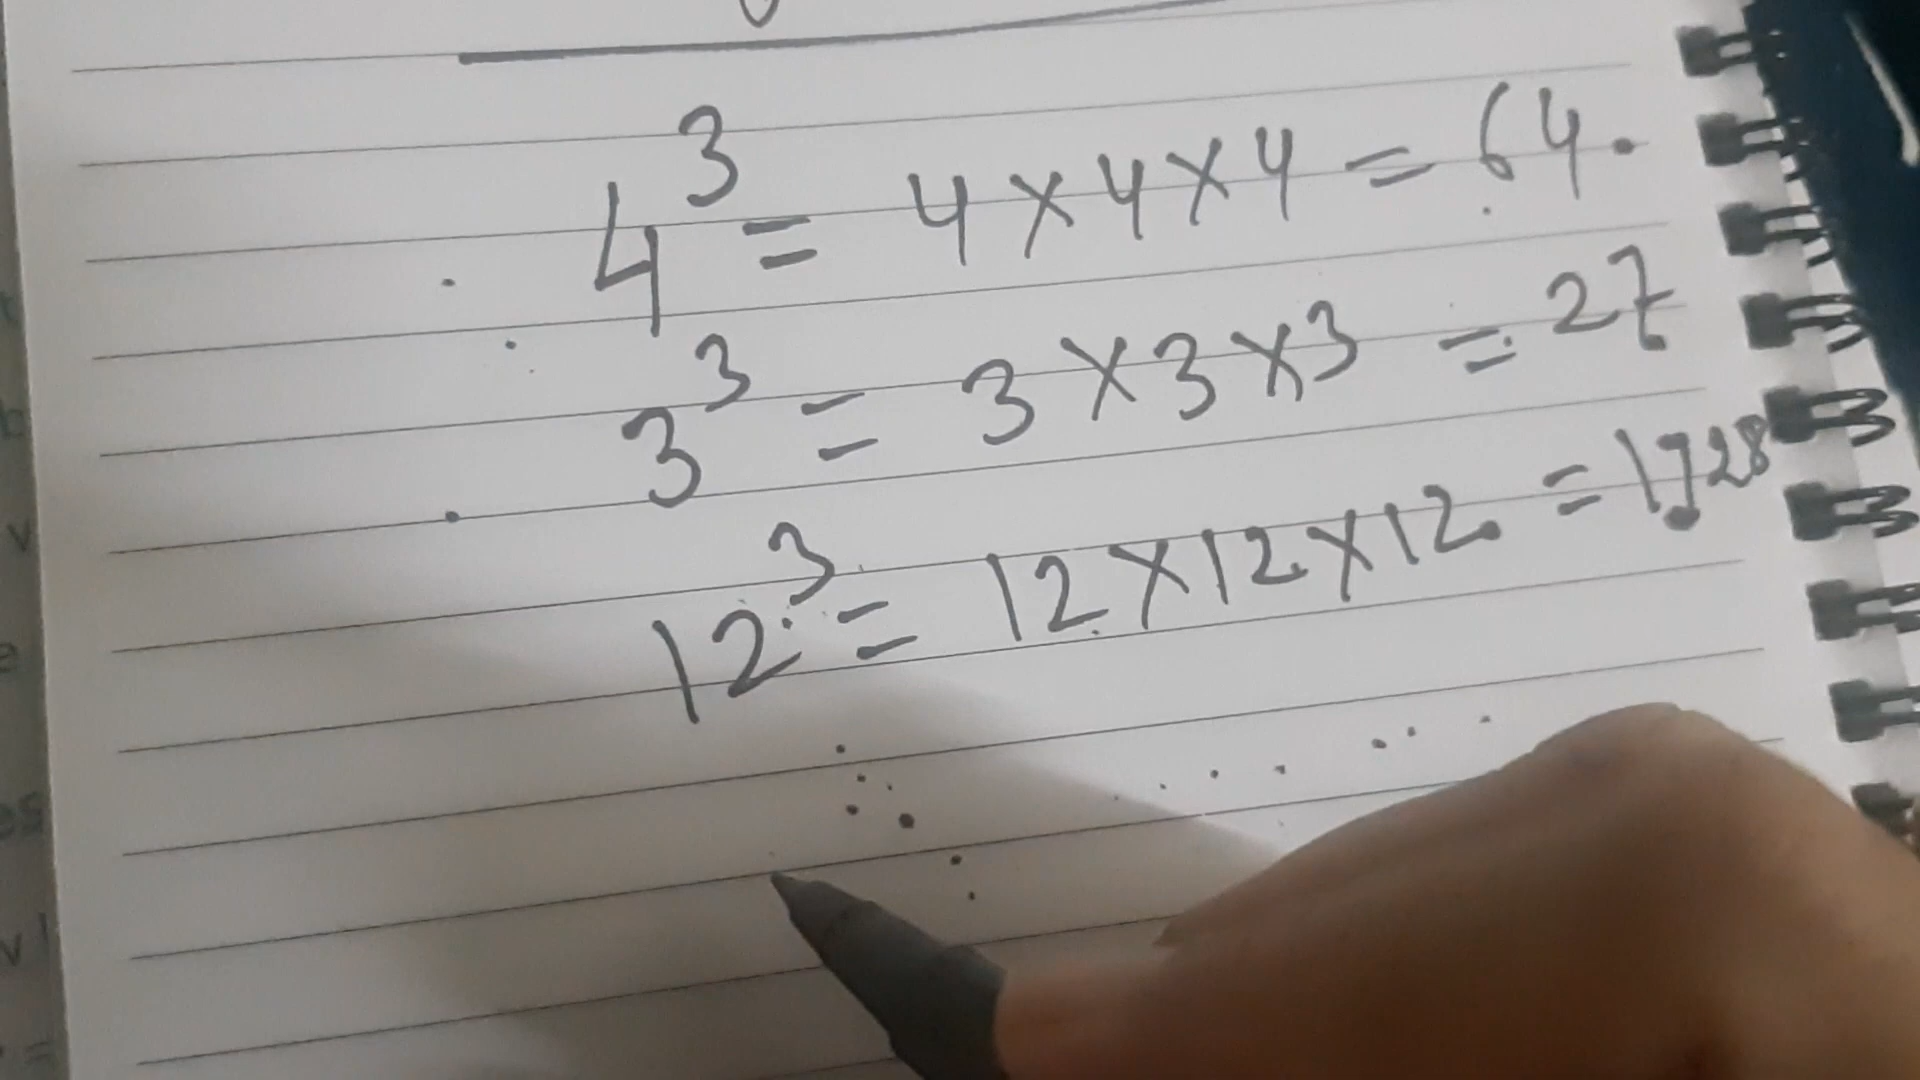 4³ = 4 × 4 × 4 = 64.
3³ = 3 × 3 × 3 = 27
12³ = 12 × 12 × 12. = 1728